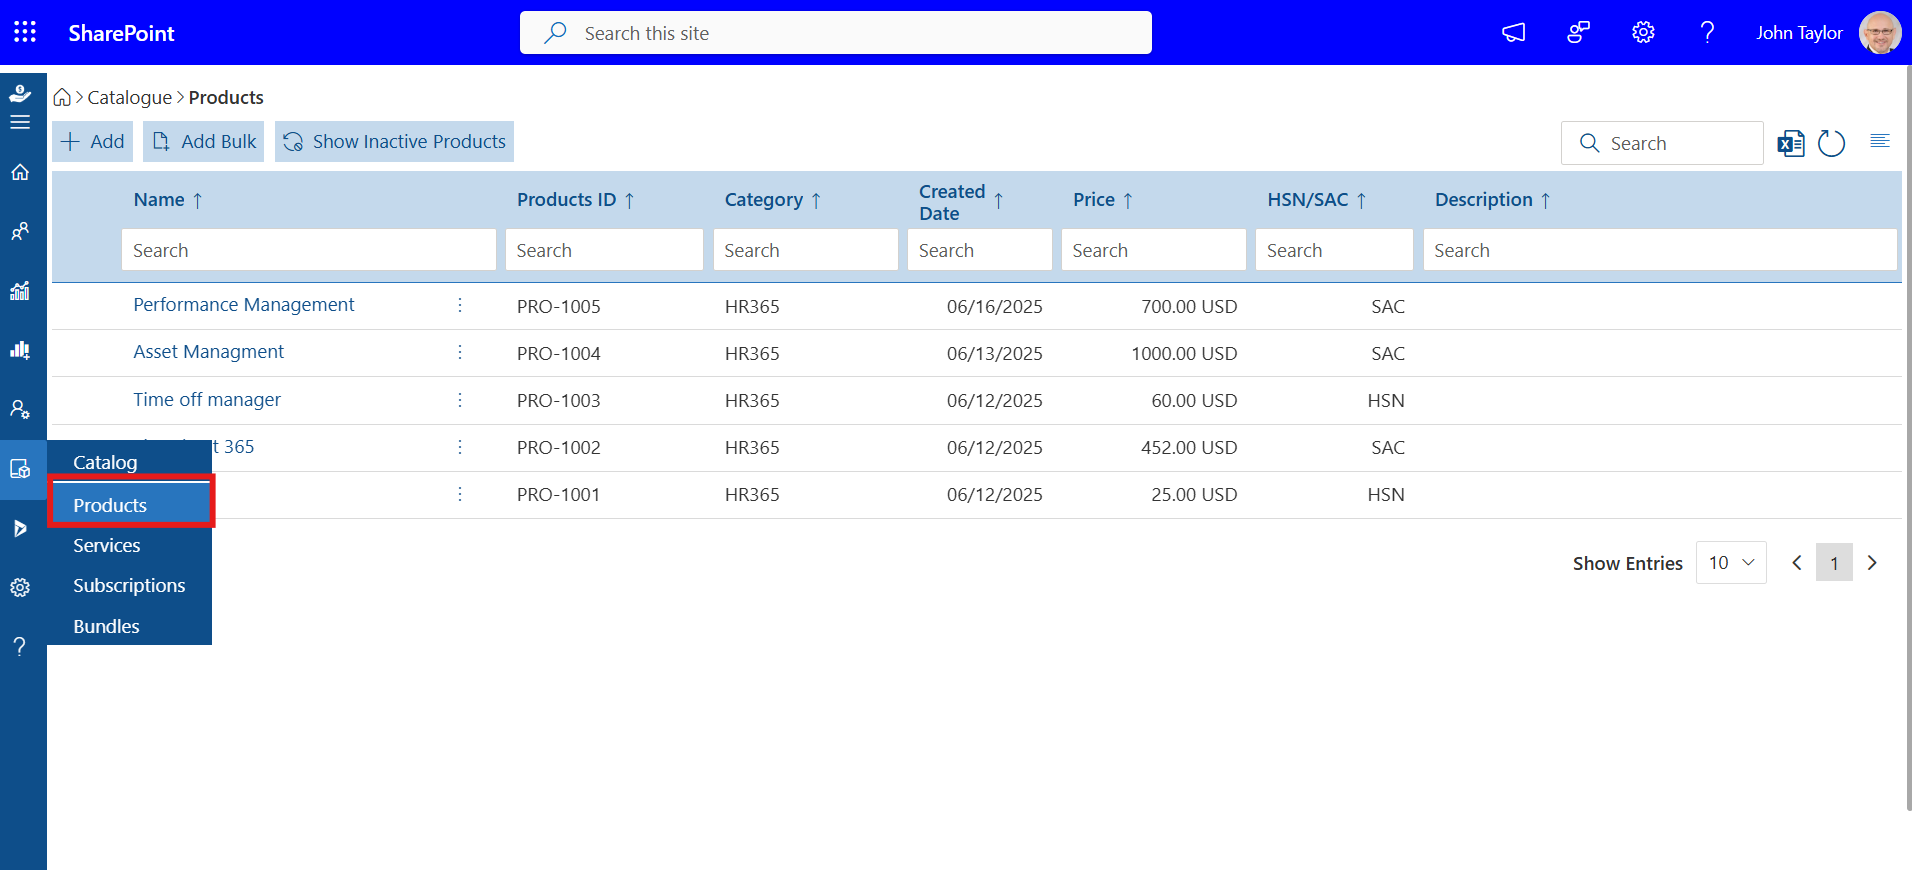 SharePoint
Search this site
John Taylor
Catalogue
Products
Add
Add Bulk
Show Inactive Products
Search
Name ↑
Products ID ↑
Category ↑
Created Date ↑
Price ↑
HSN/SAC ↑
Description ↑
Search
Search
Search
Search
Search
Search
Search
Performance Management PRO-1005 HR365 06/16/2025 700.00 USD SAC
Asset Managment PRO-1004 HR365 06/13/2025 1000.00 USD SAC
Time off manager PRO-1003 HR365 06/12/2025 60.00 USD HSN
365 PRO-1002 HR365 06/12/2025 452.00 USD SAC
PRO-1001 HR365 06/12/2025 25.00 USD HSN
Catalog
Products
Services
Subscriptions
Bundles
Show Entries 10 1